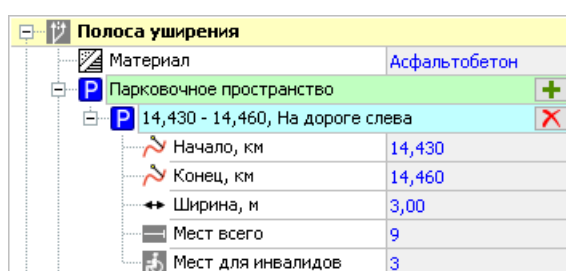 Полоса уширения
Материал Асфальтобетон
P Парковочное пространство
P 14,430 - 14,460, На дороге слева
Начало, км 14,430
Конец, км 14,460
Ширина, м 3,00
Мест всего 9
Мест для инвалидов 3